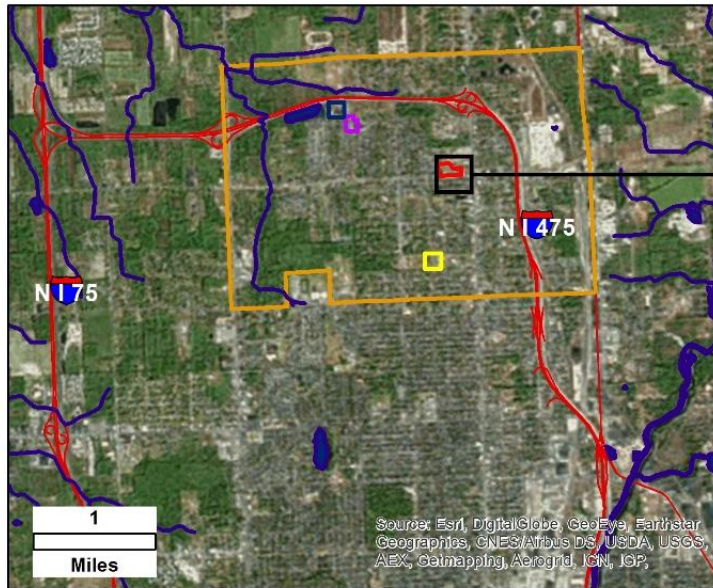 N I 475
N I 75
1
Miles
Source: Esri, DigitalGlobe, GeoEye, Earthstar
Geographics, CNES/Airbus DS, USDA, USGS,
AEX, Getmapping, Aerogrid, IGN, IGP,